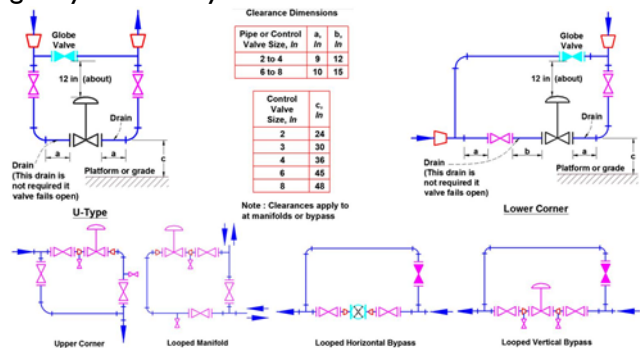 Clearance Dimensions
Pipe or Control Valve Size, In
a, In
b, In
2 to 4 9 12
6 to 8 10 15
Control Valve Size, In
c, In
2 24
3 30
4 36
6 45
8 48
Note : Clearances apply to
at manifolds or bypass
Globe
Valve
12 in (about)
Drain
a
a
c
Drain
(This drain is
not required it
valve fails open)
Platform or grade
U-Type
Globe
Valve
12 in (about)
a
b
a
c
Drain
(This drain is
not required it
valve fails open)
Platform or grade
Lower Corner
Upper Corner
Looped Manifold
Looped Horizontal Bypass
Looped Vertical Bypass